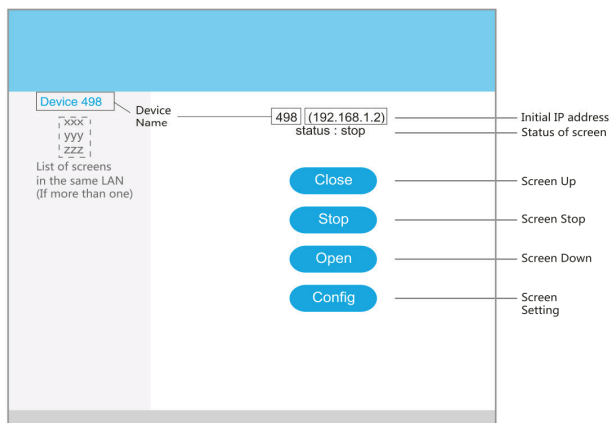 Device 498
xxx
yyy
zzz
List of screens
in the same LAN
(If more than one)
Device
Name
498 (192.168.1.2)
status : stop
Initial IP address
Status of screen
Close
Screen Up
Stop
Screen Stop
Open
Screen Down
Config
Screen
Setting